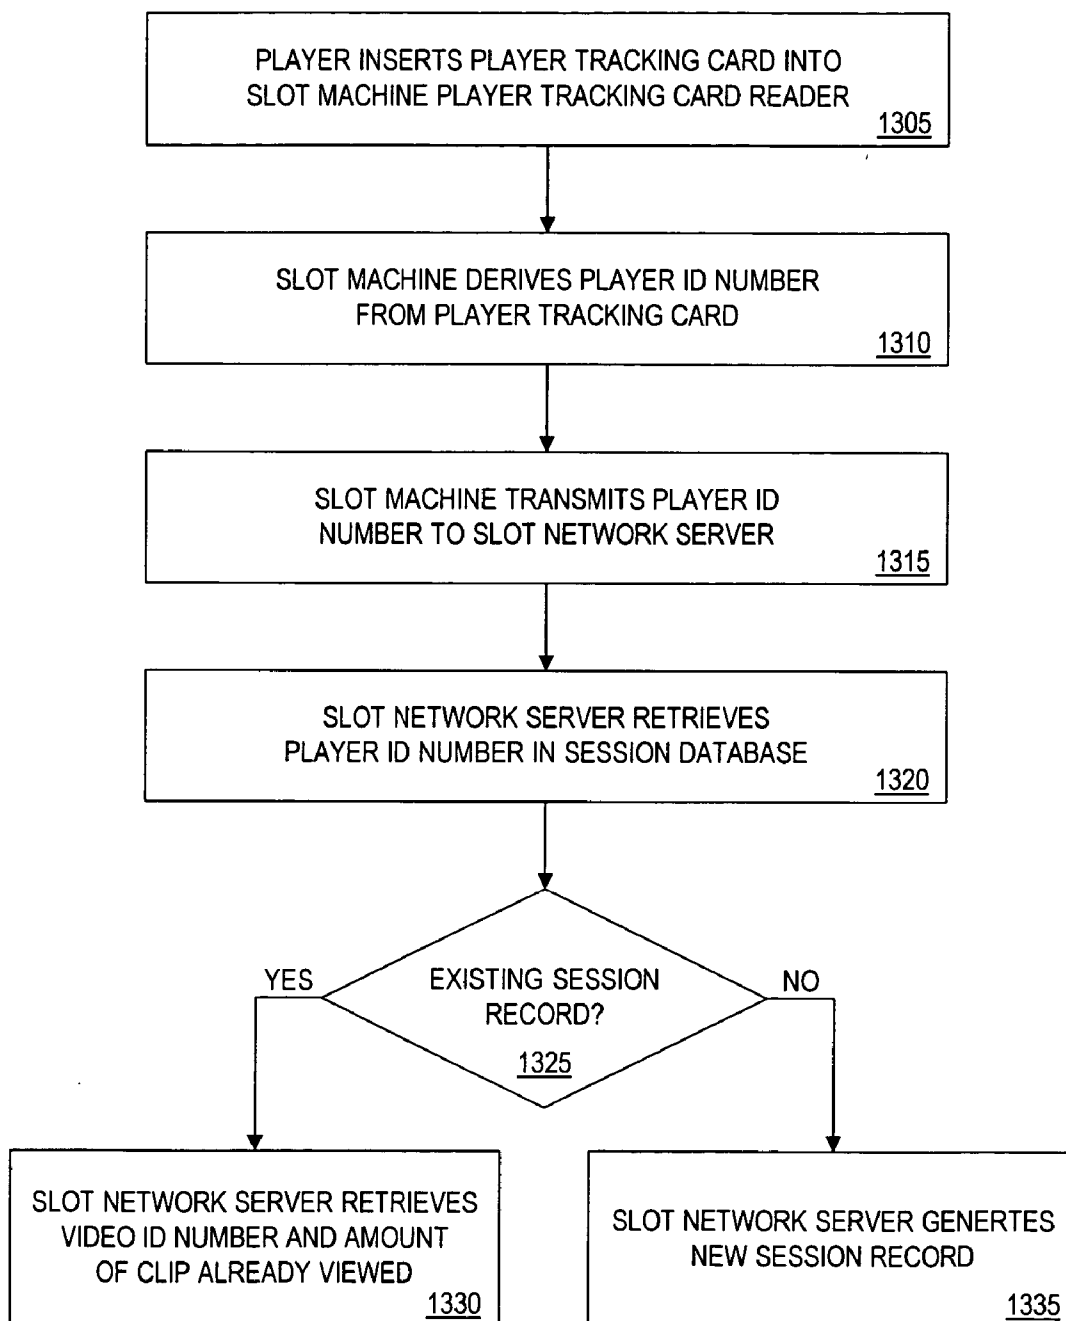 PLAYER INSERTS PLAYER TRACKING CARD INTO
SLOT MACHINE PLAYER TRACKING CARD READER
1305
SLOT MACHINE DERIVES PLAYER ID NUMBER
FROM PLAYER TRACKING CARD
1310
SLOT MACHINE TRANSMITS PLAYER ID
NUMBER TO SLOT NETWORK SERVER
1315
SLOT NETWORK SERVER RETRIEVES
PLAYER ID NUMBER IN SESSION DATABASE
1320
YES
EXISTING SESSION
RECORD?
1325
NO
SLOT NETWORK SERVER RETRIEVES
VIDEO ID NUMBER AND AMOUNT
OF CLIP ALREADY VIEWED
1330
SLOT NETWORK SERVER GENERTES
NEW SESSION RECORD
1335